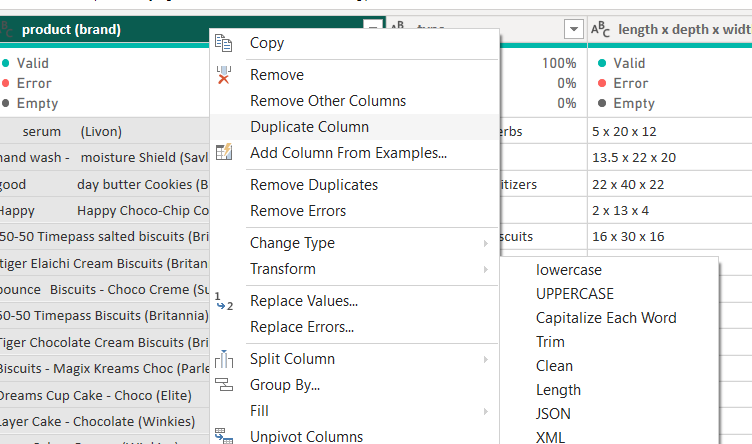 product (brand)
ABC
length x depth x width
Valid
Error
Empty
100%
0%
0%
Valid
Error
Empty
serum (Livon)
hand wash - moisture Shield (Savl
good day butter Cookies (B
Happy Happy Choco-Chip Co
50-50 Timepass salted biscuits (Bri
tiger Elaichi Cream Biscuits (Britan
bounce Biscuits - Choco Creme (Su
50-50 Timepass Biscuits (Britannia)
Tiger Chocolate Cream Biscuits (Br
Biscuits - Magix Kreams Choc (Parle
Dreams Cup Cake - Choco (Elite)
Layer Cake - Chocolate (Winkies)
Copy
Remove
Remove Other Columns
Duplicate Column
Add Column From Examples...
Remove Duplicates
Remove Errors
Change Type
Transform
1
2
Replace Values...
Replace Errors...
Split Column
Group By...
Fill
Unpivot Columns
erbs
itizers
scuits
5 x 20 x 12
13.5 x 22 x 20
22 x 40 x 22
2 x 13 x 4
16 x 30 x 16
lowercase
UPPERCASE
Capitalize Each Word
Trim
Clean
Length
JSON
XML